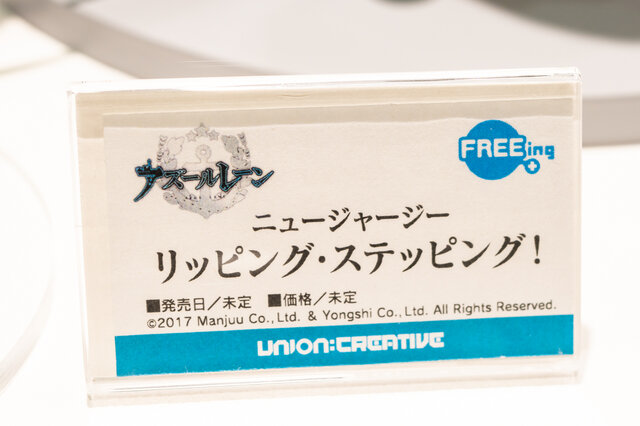 アズールレーン
FREEing
ニュージャージー
リッピング・ステッピング！
■発売日／未定 ■価格／未定
©2017 Manjuu Co.,Ltd. & Yongshi Co.,Ltd. All Rights Reserved.
UNION:CREATIVE